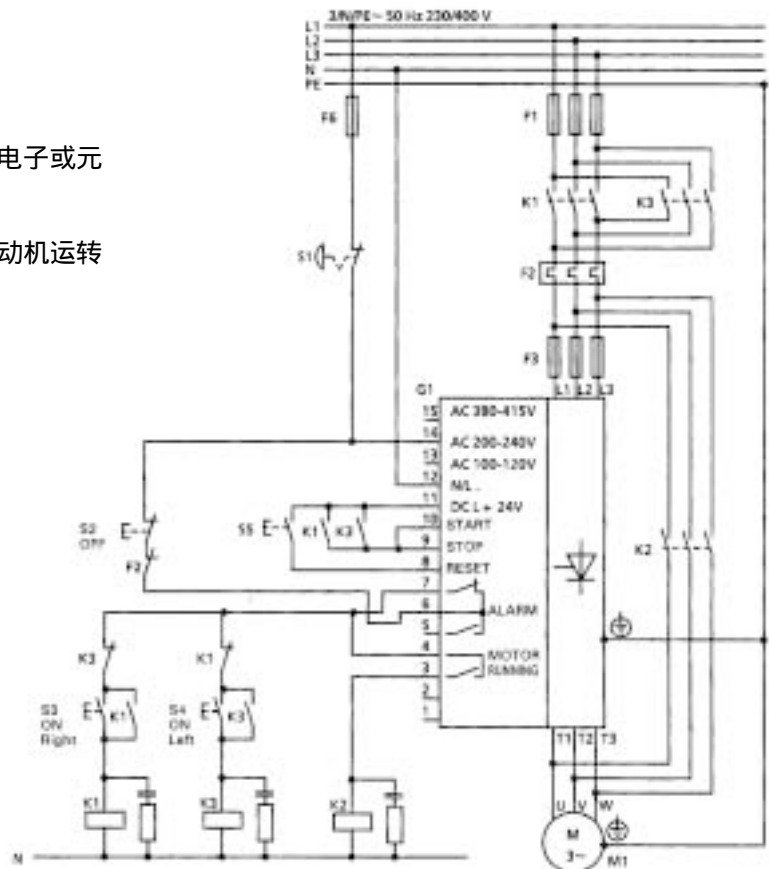 3/N/PE ~ 50 Hz 230/400 V
L1
L2
L3
N
PE
F6
F1
电子或元
K1
K3
动机运转
S1
F2
F3
L1 L2 L3
G1
15 AC 380-415V
14 AC 200-240V
13 AC 100-120V
12 N/L
11 DC L + 24V
10 START
9 STOP
8 RESET
7
6 ALARM
5
4 MOTOR
3 RUNNING
2
1
S2
OFF
S5
K1
K3
K2
K3
K1
S3
ON
Right
K1
S4
ON
Left
K3
T1 T2 T3
K1
K3
K2
U V W
M
3~
M1
N